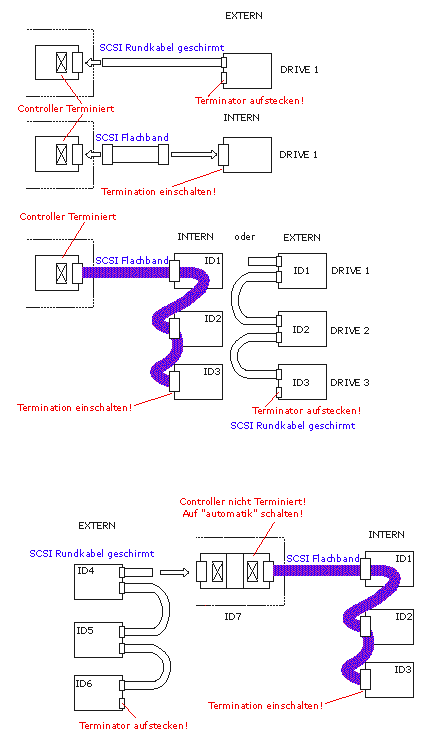 EXTERN
SCSI Rundkabel geschirmt
DRIVE 1
Terminator aufstecken!
Controller Terminiert
INTERN
SCSI Flachband
DRIVE 1
Termination einschalten!
Controller Terminiert
INTERN oder EXTERN
SCSI Flachband
ID1
ID1
DRIVE 1
ID2
ID2
DRIVE 2
ID3
ID3
DRIVE 3
Termination einschalten!
Terminator aufstecken!
SCSI Rundkabel geschirmt
Controller nicht Terminiert!
Auf "automatik" schalten!
EXTERN
INTERN
SCSI Rundkabel geschirmt
SCSI Flachband
ID4
ID1
ID7
ID2
ID5
ID3
ID6
Termination einschalten!
Terminator aufstecken!